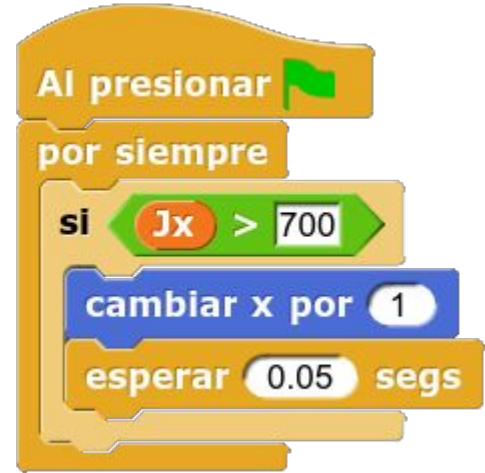 Al presionar
por siempre
si Jx > 700
cambiar x por 1
esperar 0.05 segs